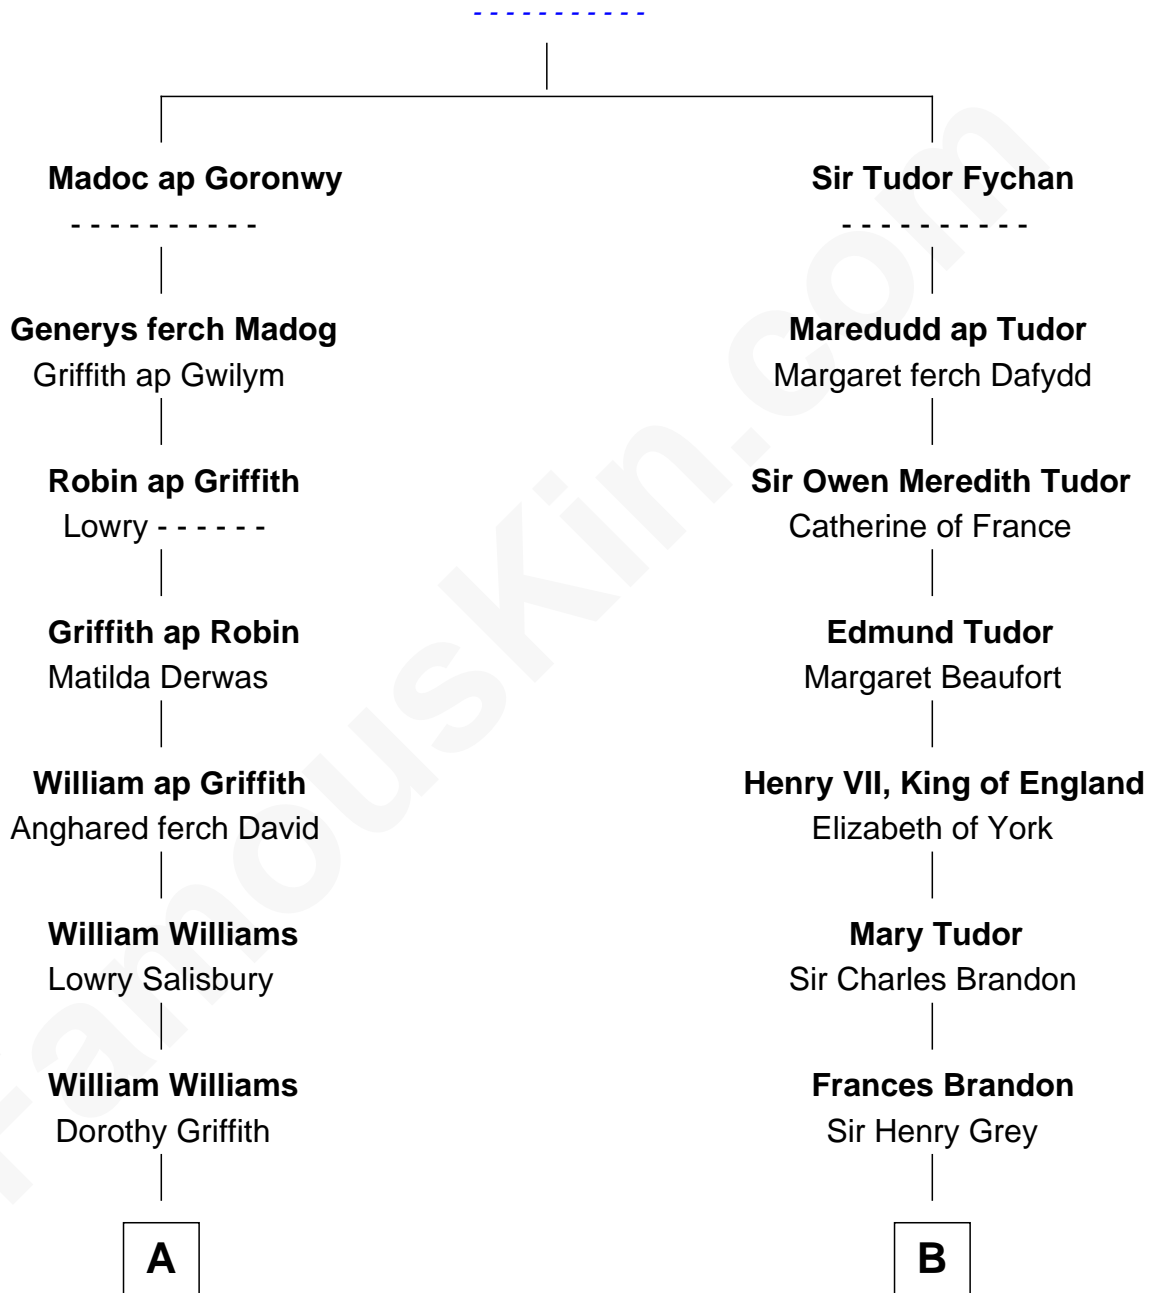 - - - - - - - - - - -
Madoc ap Goronwy
- - - - - - - - - -
Generys ferch Madog
Griffith ap Gwilym
Robin ap Griffith
Lowry - - - - - -
Griffith ap Robin
Matilda Derwas
William ap Griffith
Anghared ferch David
William Williams
Lowry Salisbury
William Williams
Dorothy Griffith
A
Sir Tudor Fychan
- - - - - - - - - -
Maredudd ap Tudor
Margaret ferch Dafydd
Sir Owen Meredith Tudor
Catherine of France
Edmund Tudor
Margaret Beaufort
Henry VII, King of England
Elizabeth of York
Mary Tudor
Sir Charles Brandon
Frances Brandon
Sir Henry Grey
B
FamousKin.com